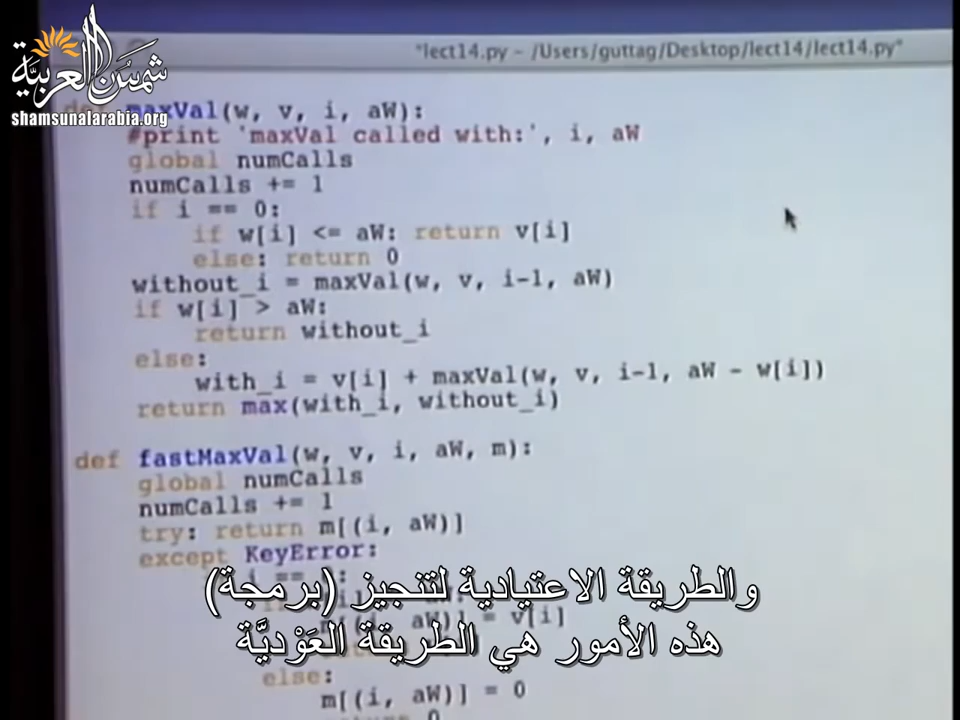 شمس العربية
shamsunalarabia.org
*lect14.py - /Users/guttag/Desktop/lect14/lect14.py*
def maxVal(w, v, i, aW):
#print 'maxVal called with:', i, aW
global numCalls
numCalls += 1
if i == 0:
if w[i] <= aW: return v[i]
else: return 0
without_i = maxVal(w, v, i-1, aW)
if w[i] > aW:
return without_i
else:
with_i = v[i] + maxVal(w, v, i-1, aW - w[i])
return max(with_i, without_i)
def fastMaxVal(w, v, i, aW, m):
global numCalls
numCalls += 1
try: return m[(i, aW)]
except KeyError:
والطريقة الاعتيادية لتنجيز (برمجة)
هذه الأمور هي الطريقة العَوْديَّة
else:
m[(i, aW)] = 0